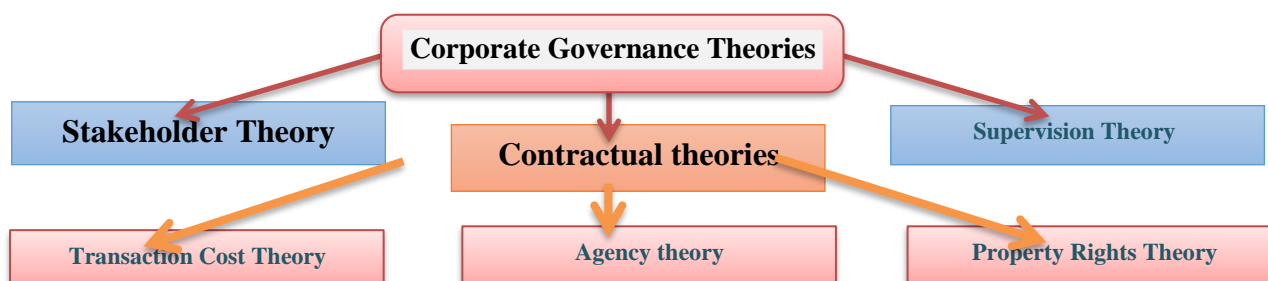 Corporate Governance Theories
Stakeholder Theory
Contractual theories
Supervision Theory
Transaction Cost Theory
Agency theory
Property Rights Theory